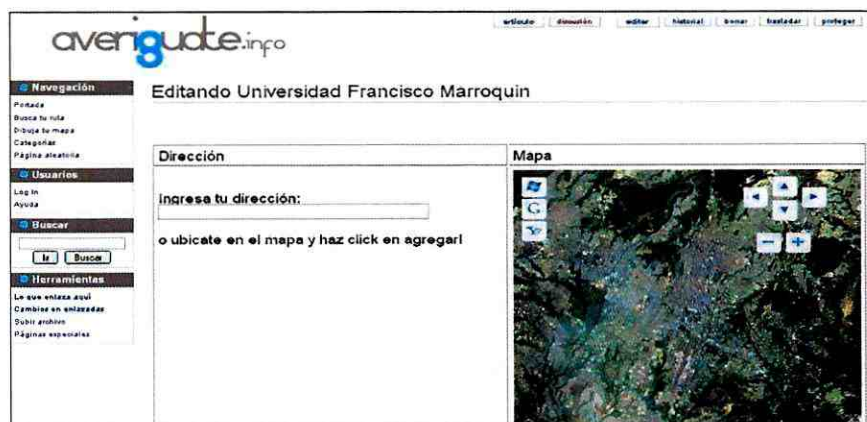 artículo discusión editar historial borrar trasladar proteger
averiguate.info
Navegación
Portada
Busca tu ruta
Dibuja tu mapa
Categorías
Página aleatoria
Usuarios
Log In
Ayuda
Buscar
Ir Buscar
Herramientas
Lo que enlaza aquí
Cambios en enlazadas
Subir archivo
Páginas especiales
Editando Universidad Francisco Marroquin
Dirección
Mapa
Ingresa tu dirección:
o ubicate en el mapa y haz click en agregar!